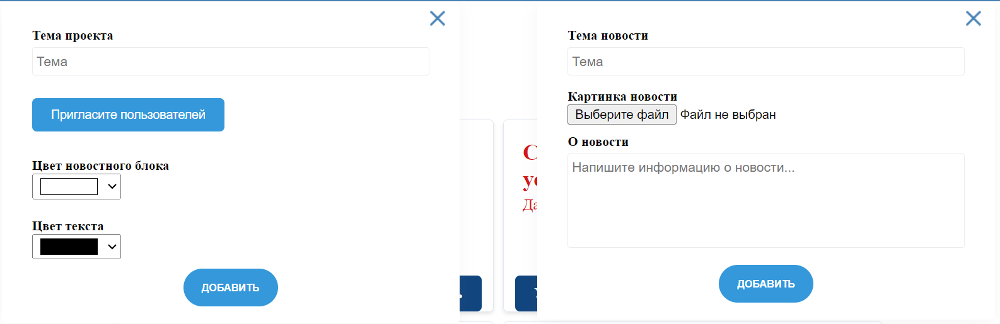 Тема проекта
Тема
Пригласите пользователей
Цвет новостного блока
Цвет текста
ДОБАВИТЬ
Тема новости
Тема
Картинка новости
Выберите файл Файл не выбран
О новости
Напишите информацию о новости...
ДОБАВИТЬ